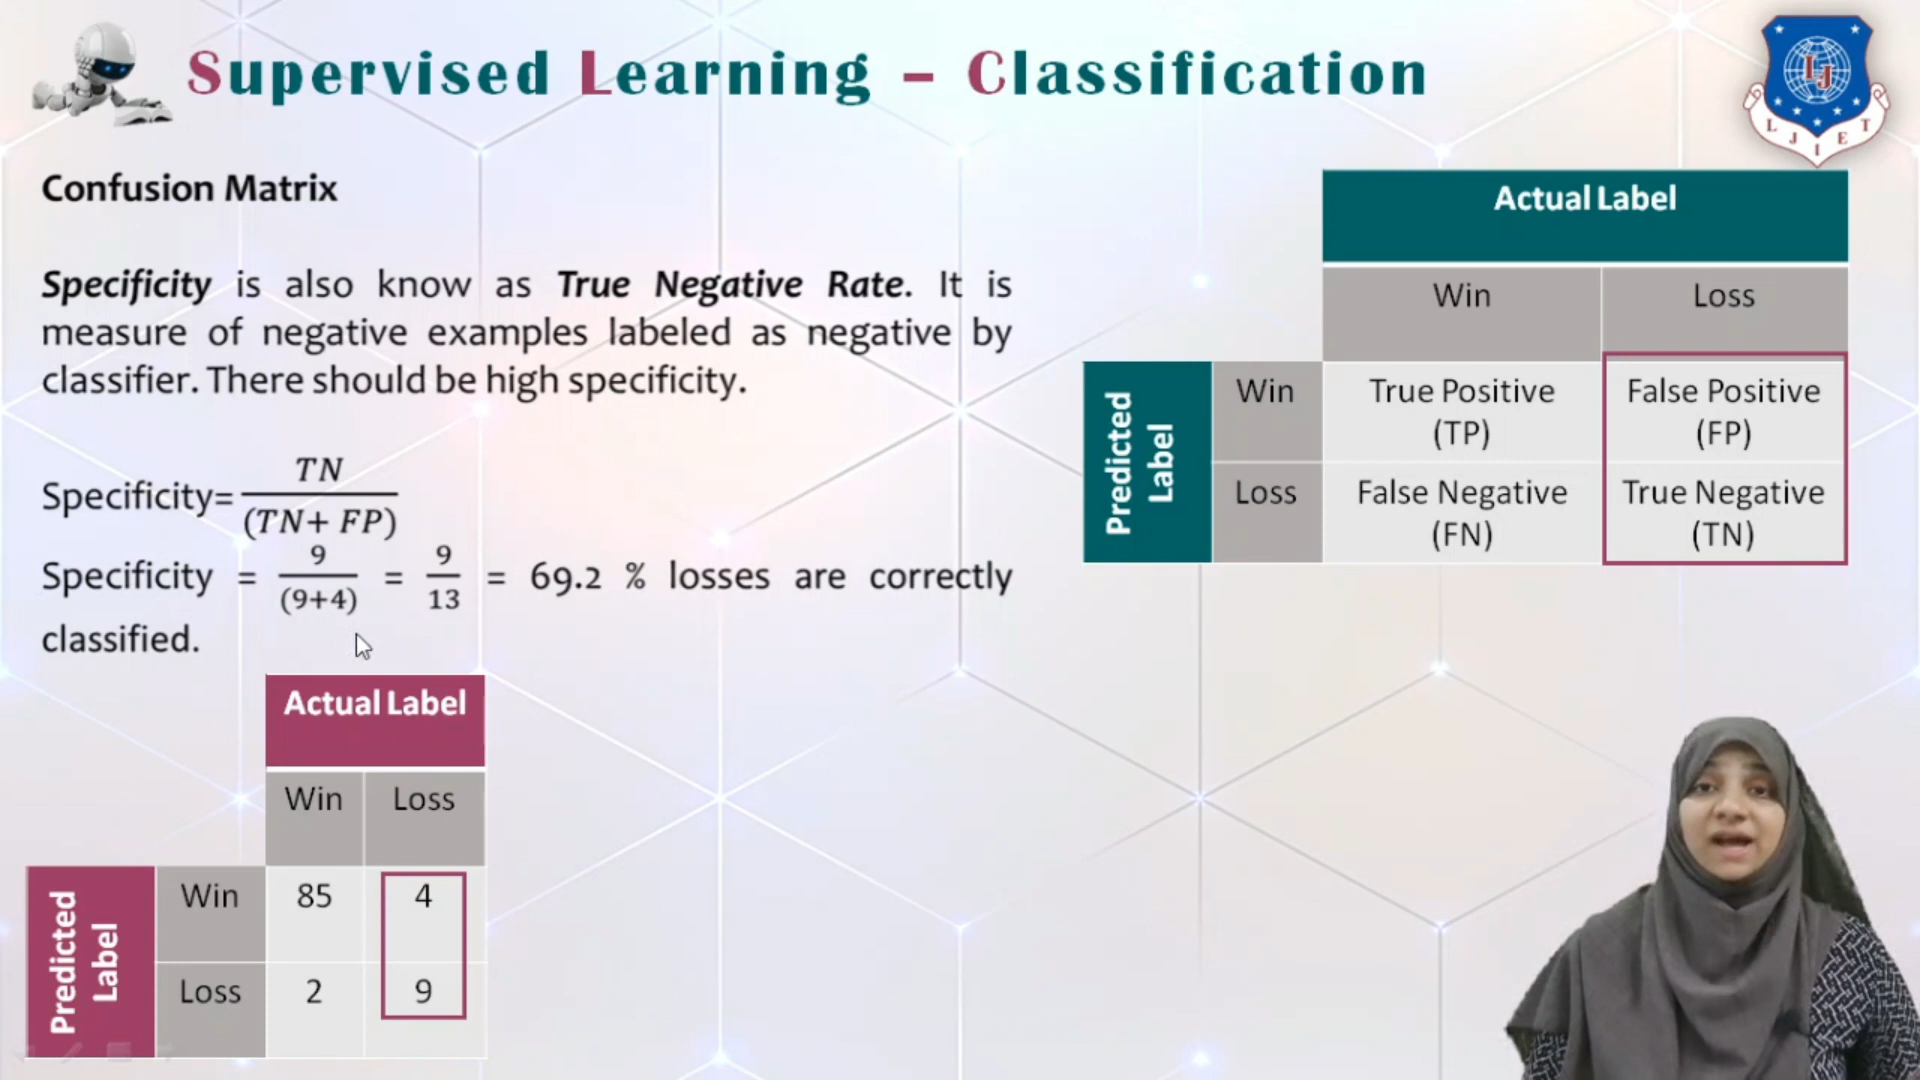 Supervised Learning – Classification
L J I E T
LJ
Confusion Matrix
Specificity is also know as True Negative Rate. It is
measure of negative examples labeled as negative by
classifier. There should be high specificity.
Specificity= TN / (TN+ FP)
Specificity = 9 / (9+4) = 9 / 13 = 69.2 % losses are correctly
classified.
Actual Label
Win Loss
Predicted Label
Win True Positive (TP) False Positive (FP)
Loss False Negative (FN) True Negative (TN)
Actual Label
Win Loss
Predicted Label
Win 85 4
Loss 2 9